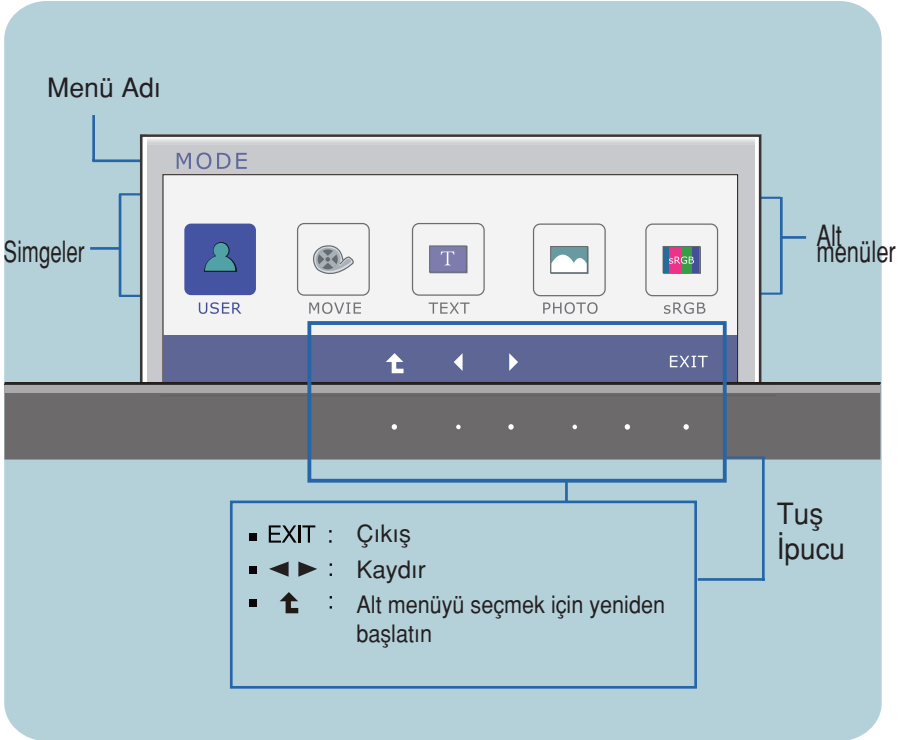 Menü Adı
MODE
Simgeler
Alt
menüler
T
sRGB
USER
MOVIE
TEXT
PHOTO
sRGB
EXIT
Tuş
İpucu
EXIT : Çıkış
◄ ► : Kaydır
: Alt menüyü seçmek için yeniden
başlatın